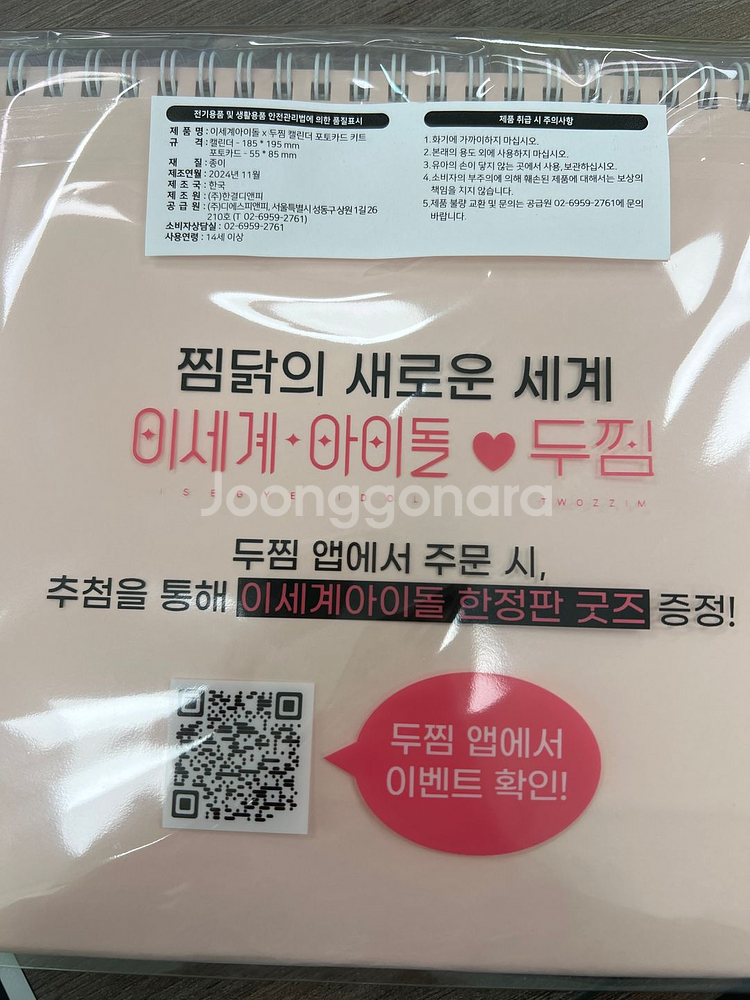 전기용품 및 생활용품 안전관리법에 의한 품질표시
제 품 명 : 이세계아이돌 x 두찜 캘린더 포토카드 키트
규 격 : 캘린더 - 185 * 195 mm
포토카드 - 55 * 85 mm
재 질 : 종이
제조연월 : 2024년 11월
제 조 국 : 한국
제 조 원 : (주)한결디앤피
공 급 원 : (주)디에스피앤피, 서울특별시 성동구 상원 1길 26
210호 (T 02-6959-2761)
소비자상담실 : 02-6959-2761
사용연령 : 14세 이상
제품 취급 시 주의사항
1.화기에 가까이하지 마십시오.
2.본래의 용도 외에 사용하지 마십시오.
3.유아의 손이 닿지 않는 곳에서 사용, 보관하십시오.
4.소비자의 부주의에 의해 훼손된 제품에 대해서는 보상의
책임을 지지 않습니다.
5.제품 불량 교환 및 문의는 공급원 02-6959-2761에 문의
바랍니다.
찜닭의 새로운 세계
이세계아이돌 ♥ 두찜
ISEGYE IDOL TWOZZIM
Joonggonara
두찜 앱에서 주문 시,
추첨을 통해 이세계아이돌 한정판 굿즈 증정!
두찜 앱에서
이벤트 확인!